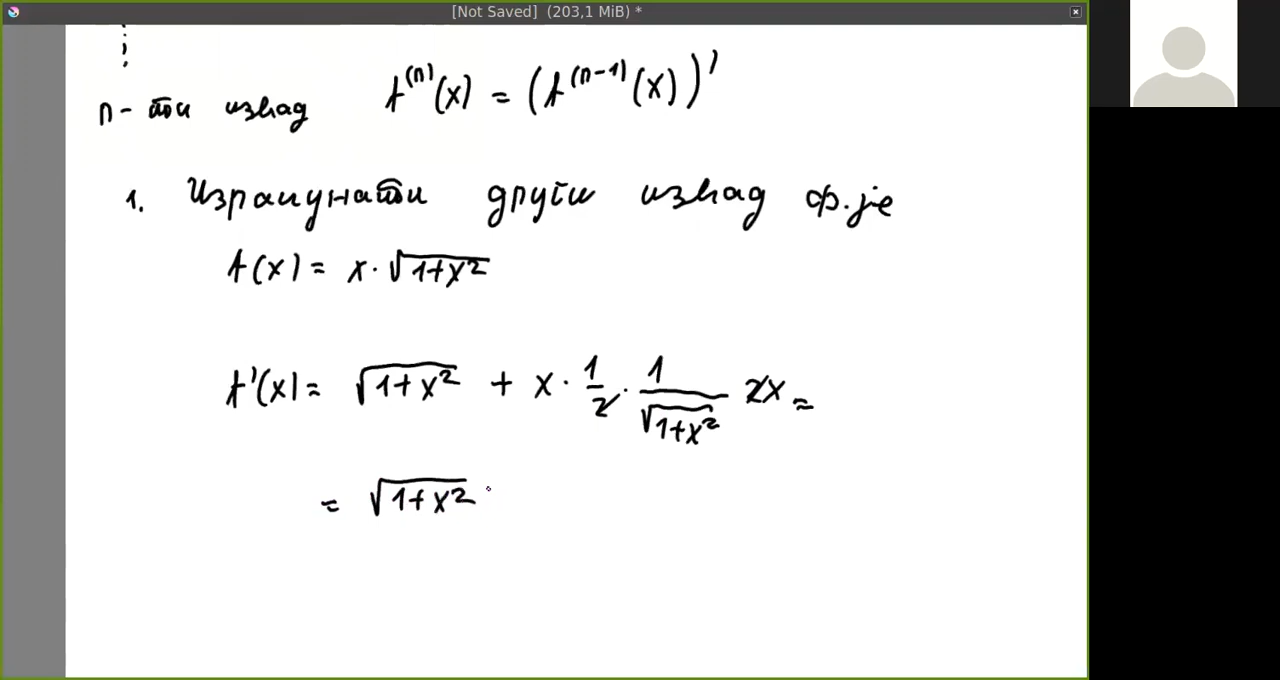 [Not Saved] (203,1 MiB) *
n-ти извод f^(n)(x) = (f^(n-1)(x))'
1. Израчунати други извод ф.је
f(x) = x · √(1+x²)
f'(x) = √(1+x²) + x · 1/2 · 1/√(1+x²) 2x =
= √(1+x²)